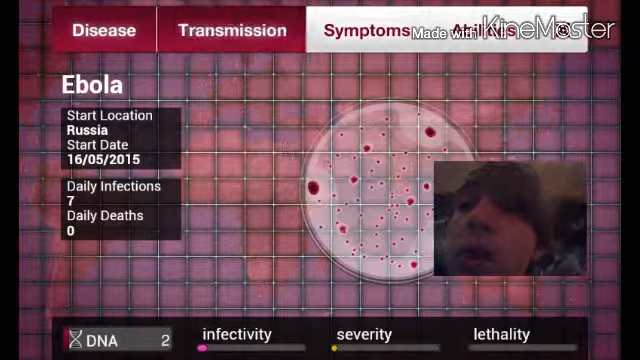 Disease
Transmission
Symptoms
Abilities
Made with KineMaster
Ebola
Start Location
Russia
Start Date
16/05/2015
Daily Infections
7
Daily Deaths
0
DNA 2
infectivity
severity
lethality